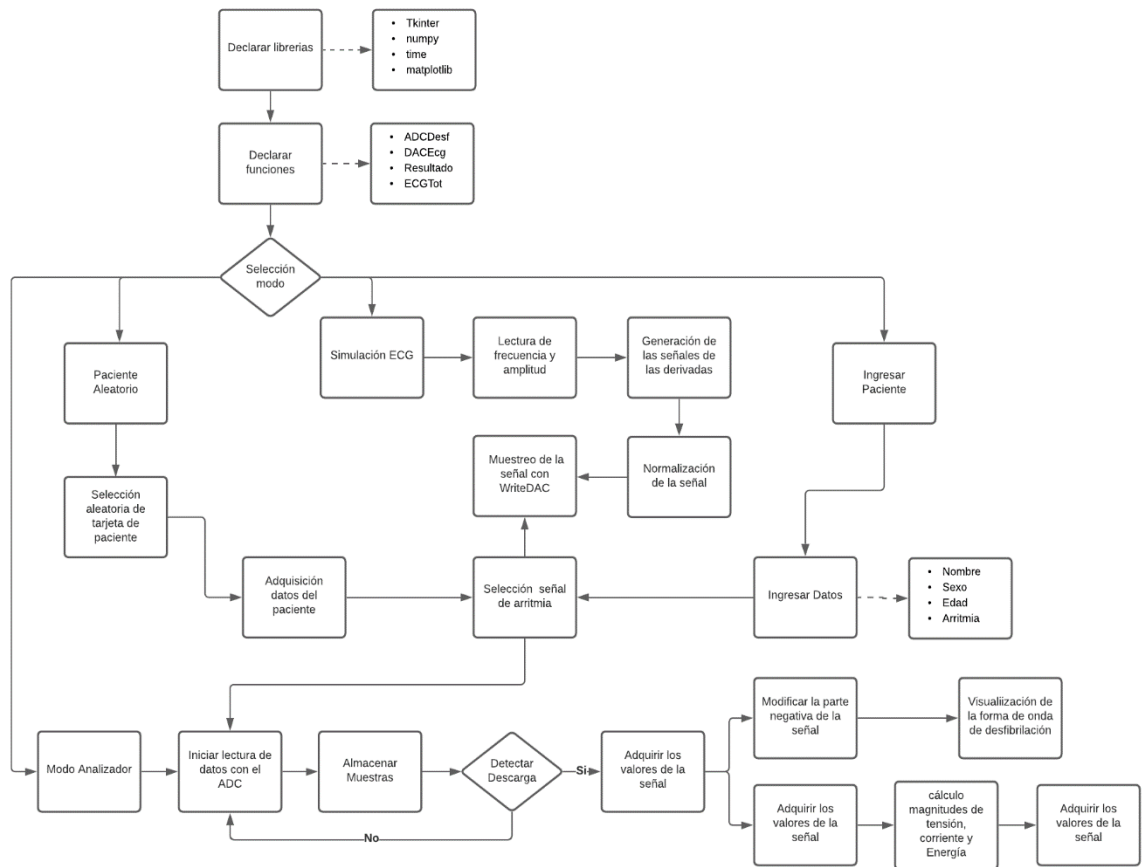 Declarar librerias
• Tkinter
• numpy
• time
• matplotlib
Declarar
funciones
• ADCDesf
• DACEcg
• Resultado
• ECGTot
Selección
modo
Paciente
Aleatorio
Simulación ECG
Lectura de
frecuencia y
amplitud
Generación de
las señales de
las derivadas
Ingresar
Paciente
Selección
aleatoria de
tarjeta de
paciente
Muestreo de la
señal con
WriteDAC
Normalización
de la señal
Adquisición
datos del
paciente
Selección señal
de arritmia
Ingresar Datos
• Nombre
• Sexo
• Edad
• Arritmia
Modificar la parte
negativa de la
señal
Visualiización de
la forma de onda
de desfibrilación
Modo Analizador
Iniciar lectura de
datos con el
ADC
Almacenar
Muestras
Detectar
Descarga
Si
Adquirir los
valores de la
señal
No
Adquirir los
valores de la
señal
cálculo
magnitudes de
tensión,
corriente y
Energía
Adquirir los
valores de la
señal